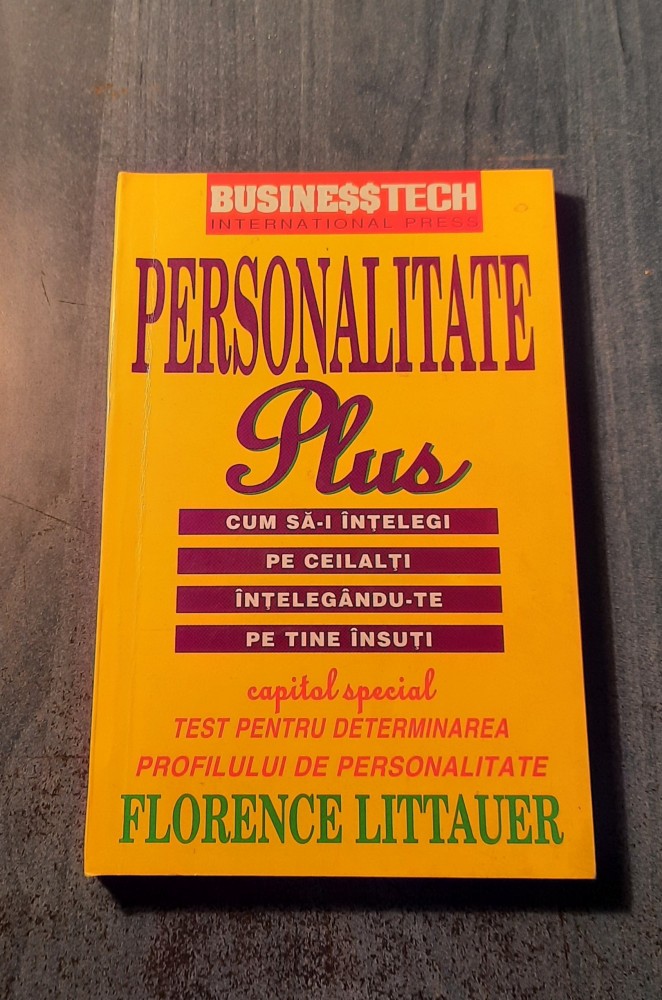 BUSINE$$TECH
INTERNATIONAL PRESS
PERSONALITATE
Plus
CUM SĂ-I ÎNȚELEGI
PE CEILALȚI
ÎNȚELEGÂNDU-TE
PE TINE ÎNSUȚI
capitol special
TEST PENTRU DETERMINAREA
PROFILULUI DE PERSONALITATE
FLORENCE LITTAUER